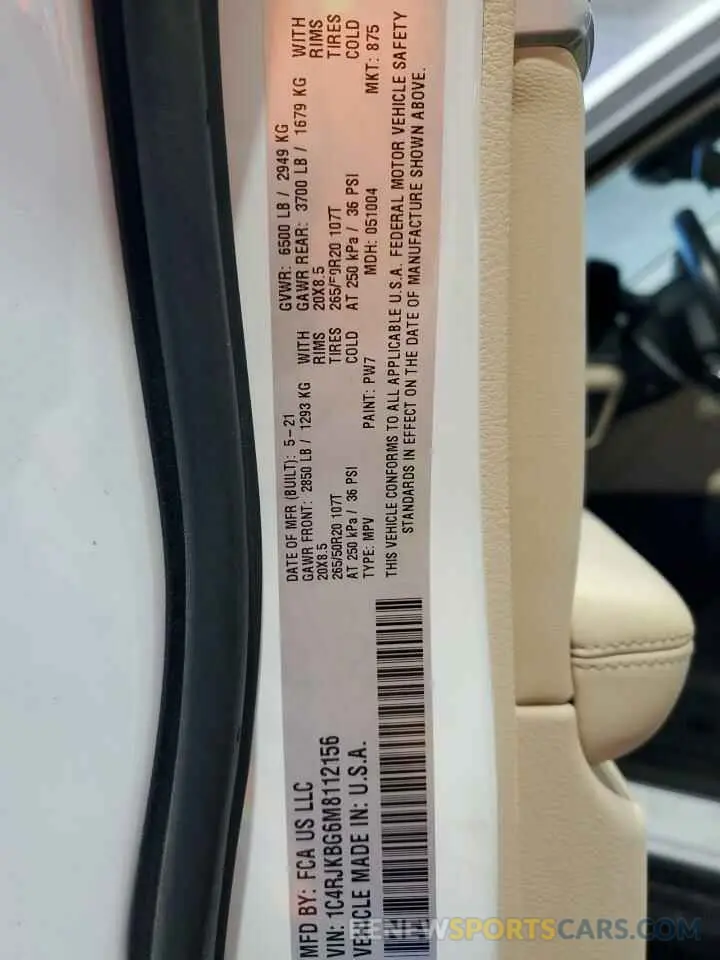 MFD BY: FCA US LLC
VIN: 1C4RJKBG6M8112156
VEHICLE MADE IN: U.S.A.
DATE OF MFR (BUILT): 5-21
GAWR FRONT: 2850 LB / 1293 KG WITH
20X8.5 RIMS
265/50R20 107T TIRES
AT 250 kPa / 36 PSI COLD
TYPE: MPV PAINT: PW7
GVWR: 6500 LB / 2949 KG
GAWR REAR: 3700 LB / 1679 KG WITH
20X8.5 RIMS
265/50R20 107T TIRES
AT 250 kPa / 36 PSI COLD
MDH: 051004 MKT: 875
THIS VEHICLE CONFORMS TO ALL APPLICABLE U.S.A. FEDERAL MOTOR VEHICLE SAFETY
STANDARDS IN EFFECT ON THE DATE OF MANUFACTURE SHOWN ABOVE.
RENEWSPORTSCARS.COM